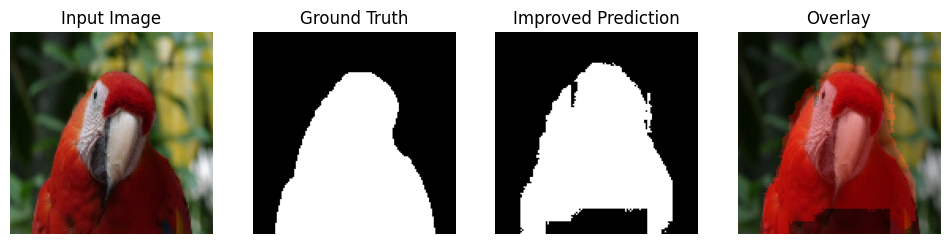 Input Image
Ground Truth
Improved Prediction
Overlay